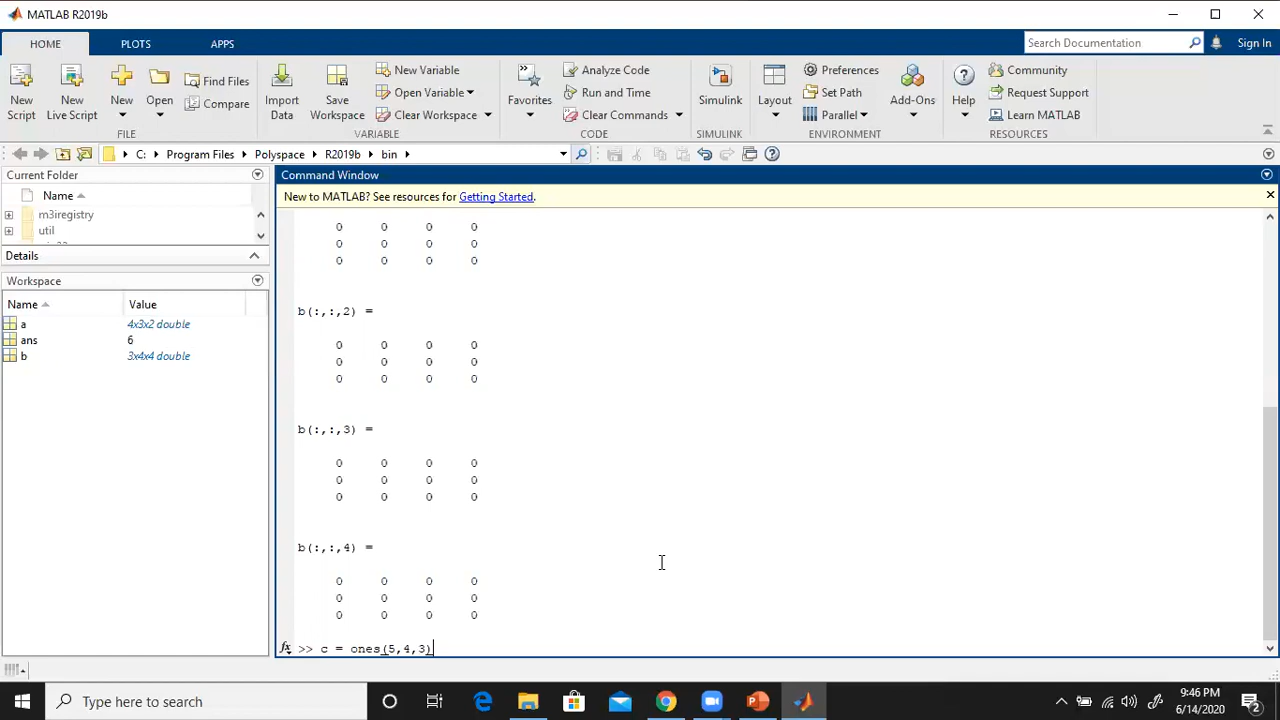 MATLAB R2019b
HOME PLOTS APPS
Search Documentation
Sign In
New Script
New Live Script
New
Open
Find Files
Compare
FILE
Import Data
Save Workspace
New Variable
Open Variable
Clear Workspace
VARIABLE
Favorites
Analyze Code
Run and Time
Clear Commands
CODE
Simulink
SIMULINK
Layout
Preferences
Set Path
Parallel
Add-Ons
ENVIRONMENT
Help
Community
Request Support
Learn MATLAB
RESOURCES
C: Program Files Polyspace R2019b bin
Current Folder
Name
m3iregistry
util
Details
Workspace
Name Value
a 4x3x2 double
ans 6
b 3x4x4 double
Command Window
New to MATLAB? See resources for Getting Started.
0 0 0 0
0 0 0 0
0 0 0 0
b(:,:,2) =
0 0 0 0
0 0 0 0
0 0 0 0
b(:,:,3) =
0 0 0 0
0 0 0 0
0 0 0 0
b(:,:,4) =
0 0 0 0
0 0 0 0
0 0 0 0
fx >> c = ones(5,4,3)
Type here to search
9:46 PM
6/14/2020
2